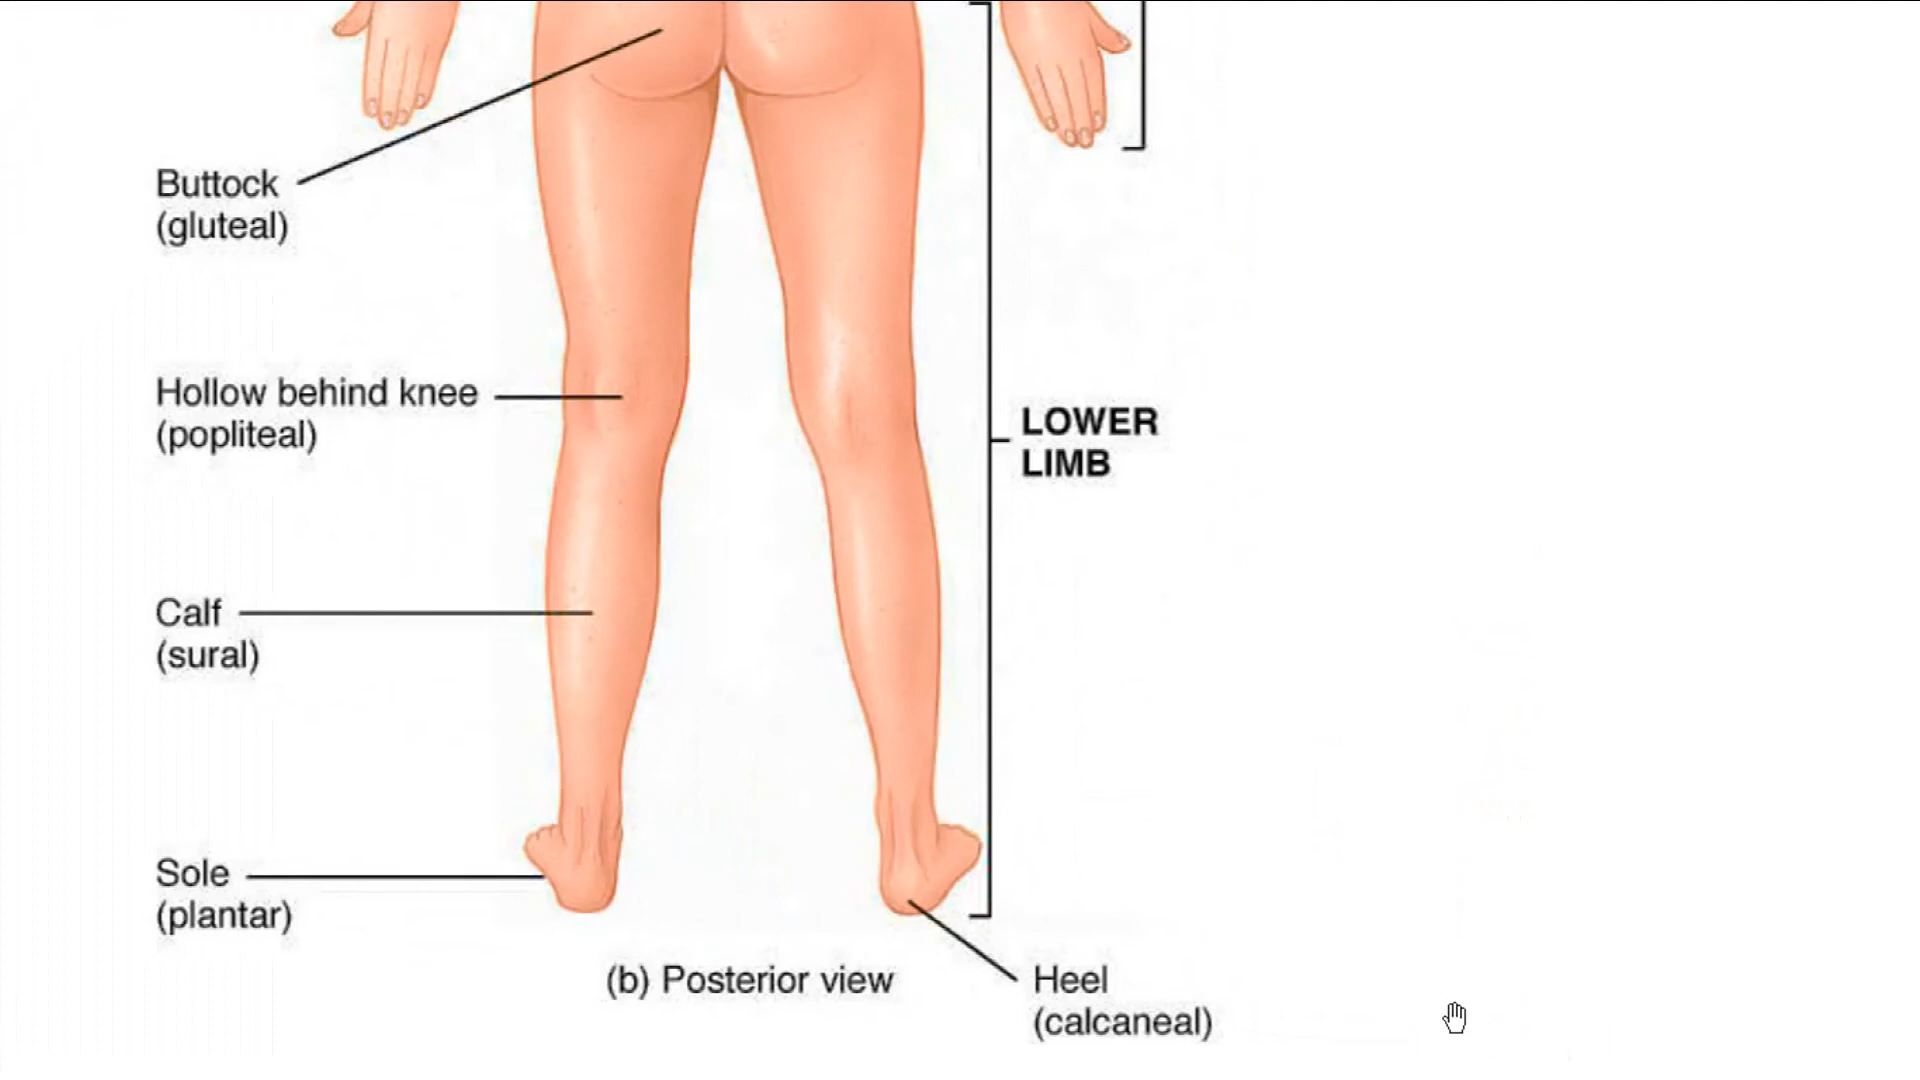 Buttock
(gluteal)
Hollow behind knee
(popliteal)
LOWER
LIMB
Calf
(sural)
Sole
(plantar)
(b) Posterior view
Heel
(calcaneal)